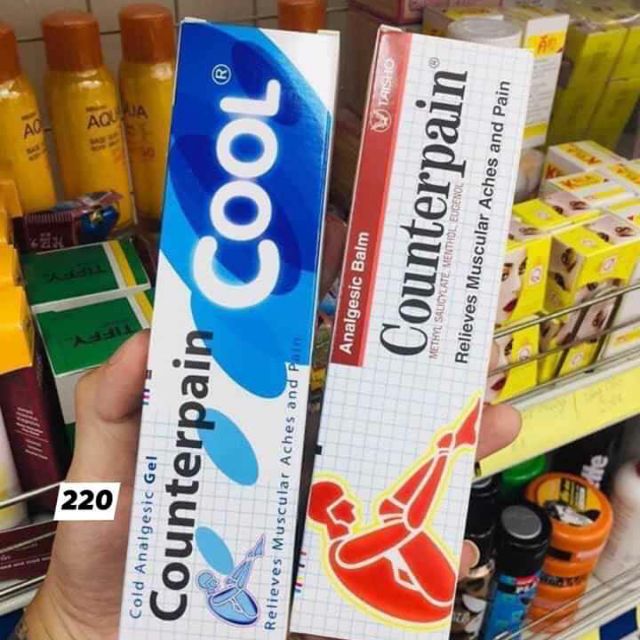 COOL®
Counterpain
Cold Analgesic Gel
Relieves Muscular Aches and Pain
TAISHO
Analgesic Balm
Counterpain®
METHYL SALICYLATE, MENTHOL, EUGENOL
Relieves Muscular Aches and Pain
220
TIFFY
TIFFY